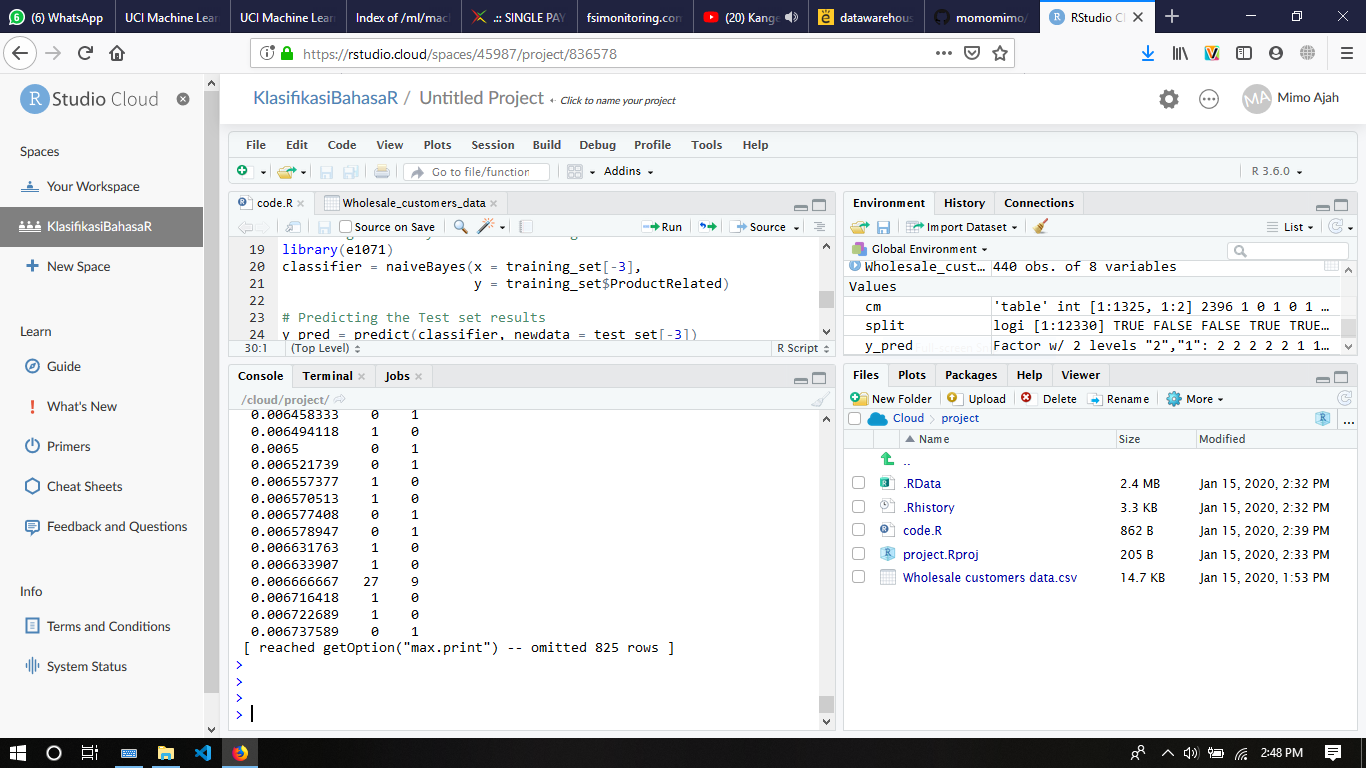 (6) WhatsApp
UCI Machine Lear
UCI Machine Lear
Index of /ml/mac
.:: SINGLE PAY
fsimonitoring.com
(20) Kange
datawarehous
momomimo/
RStudio Cl
https://rstudio.cloud/spaces/45987/project/836578
R Studio Cloud
KlasifikasiBahasaR / Untitled Project Click to name your project
MA Mimo Ajah
Spaces
Your Workspace
KlasifikasiBahasaR
New Space
Learn
Guide
What's New
Primers
Cheat Sheets
Feedback and Questions
Info
Terms and Conditions
System Status
File Edit Code View Plots Session Build Debug Profile Tools Help
Go to file/function Addins R 3.6.0
code.R Wholesale_customers_data
Source on Save Run Source
19 library(e1071)
20 classifier = naiveBayes(x = training_set[-3],
21 y = training_set$ProductRelated)
22
23 # Predicting the Test set results
24 y_pred = predict(classifier, newdata = test_set[-3])
30:1 (Top Level) R Script
Console Terminal Jobs
/cloud/project/
0.006458333 0 1
0.006494118 1 0
0.0065 0 1
0.006521739 0 1
0.006557377 1 0
0.006570513 1 0
0.006577408 0 1
0.006578947 0 1
0.006631763 1 0
0.006633907 1 0
0.006666667 27 9
0.006716418 1 0
0.006722689 1 0
0.006737589 0 1
[ reached getOption("max.print") -- omitted 825 rows ]
>
>
>
>
Environment History Connections
Import Dataset List
Global Environment
Wholesale_cust… 440 obs. of 8 variables
Values
cm 'table' int [1:1325, 1:2] 2396 1 0 1 0 1 …
split logi [1:12330] TRUE FALSE FALSE TRUE TRUE…
y_pred Factor w/ 2 levels "2","1": 2 2 2 2 2 1 1…
Files Plots Packages Help Viewer
New Folder Upload Delete Rename More
Cloud project ...
Name Size Modified
..
.RData 2.4 MB Jan 15, 2020, 2:32 PM
.Rhistory 3.3 KB Jan 15, 2020, 2:32 PM
code.R 862 B Jan 15, 2020, 2:39 PM
project.Rproj 205 B Jan 15, 2020, 2:33 PM
Wholesale customers data.csv 14.7 KB Jan 15, 2020, 1:53 PM
2:48 PM